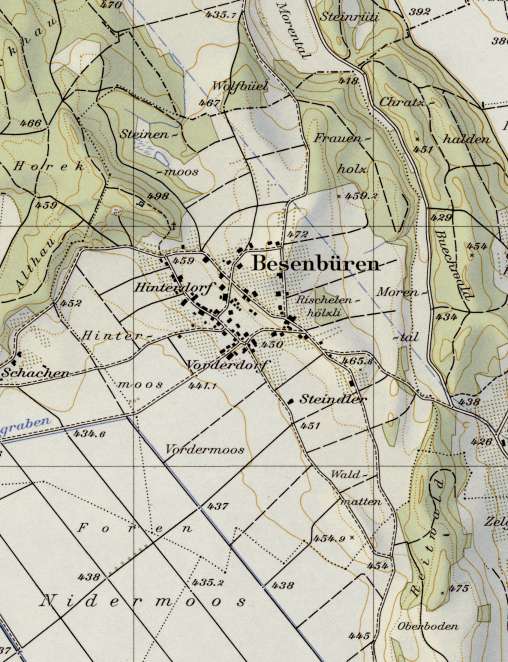 470
435.7
Morental
Steinrüti
392
Wolfbüel
467
418
Chratz-
466
Steinen-
Frauen-
451
halden
Horek
moos
holz
498
459.2
459
429
472
454
Althau
459
Besenbüren
Buechwald
Hinterdorf
Rischelen-
hölzli
Moren-
452
434
Hinter-
450
-tal
Schachen
Vorderdorf
465.8
moos
441.1
Steindler
438
graben
451
426
434.6
Vordermoos
Wald-
matten
437
Foren
454.9
454
438
435.2
438
475
Nidermoos
Oberboden
445